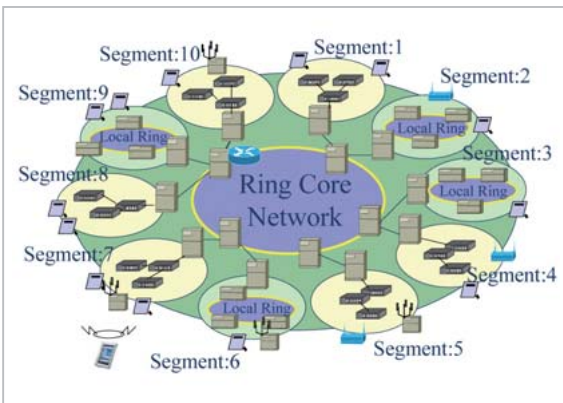 Segment:10
Segment:1
Segment:2
Segment:9
Local Ring
Local Ring
Segment:3
Segment:8
Ring Core
Network
Local Ring
Segment:7
Segment:4
Local Ring
Segment:6
Segment:5